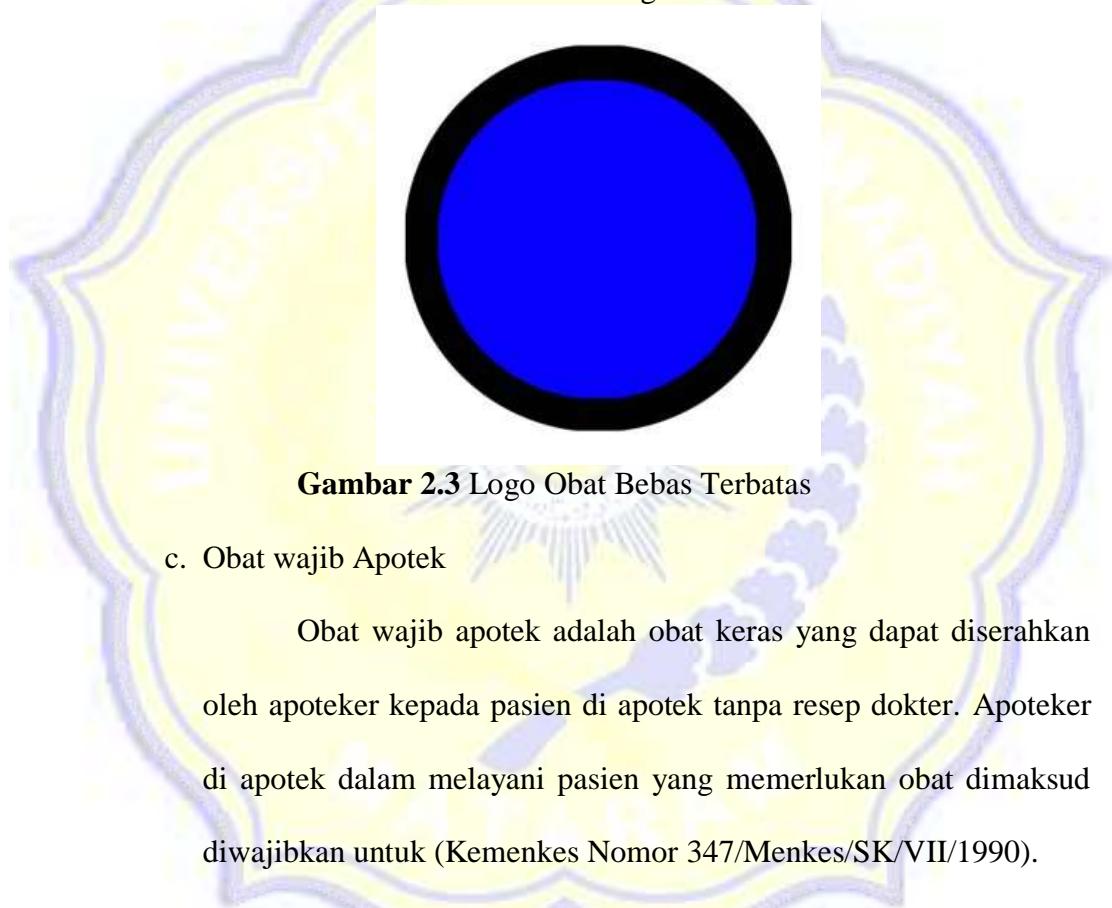 Gambar 2.3 Logo Obat Bebas Terbatas
c. Obat wajib Apotek
Obat wajib apotek adalah obat keras yang dapat diserahkan
oleh apoteker kepada pasien di apotek tanpa resep dokter. Apoteker
di apotek dalam melayani pasien yang memerlukan obat dimaksud
diwajibkan untuk (Kemenkes Nomor 347/Menkes/SK/VII/1990).